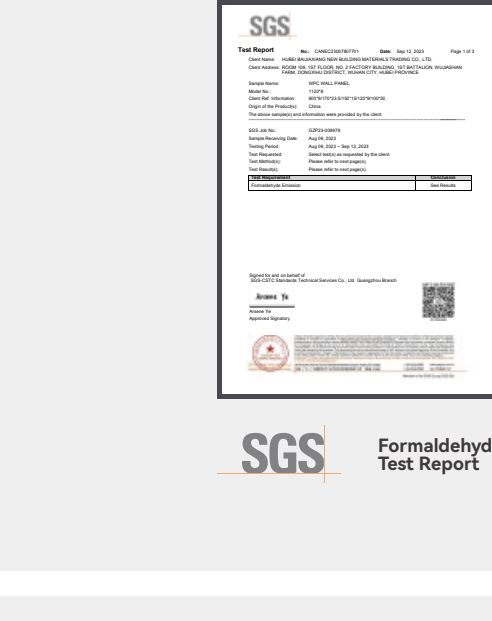 SGS
Test Report No.: CANEC23007807701 Date: Sep 12, 2023 Page 1 of 3
Client Name: HUBEI BAIJIAXIANG NEW BUILDING MATERIALS TRADING CO., LTD.
Client Address: ROOM 108, 1ST FLOOR, NO. 2 FACTORY BUILDING, 1ST BATTALION, WUJIASHAN
FARM, DONGXIHU DISTRICT, WUHAN CITY, HUBEI PROVINCE
Sample Name: WPC WALL PANEL
Model No.: 1120*8
Client Ref. Information:
Origin of the Product(s): China
The above sample(s) and information were provided by the client.
SGS Job No.: GZP23-008979
Sample Receiving Date: Aug 09, 2023
Testing Period: Aug 09, 2023 ~ Sep 12, 2023
Test Requested: Select test(s) as requested by the client.
Test Method(s): Please refer to next page(s).
Test Result(s): Please refer to next page(s).
Test Requirement Conclusion
Formaldehyde Emission See Results
Signed for and on behalf of
SGS-CSTC Standards Technical Services Co., Ltd. Guangzhou Branch
Arsene Ye
Arsene Ye
Approved Signatory
SGS
Formaldehyd
Test Report